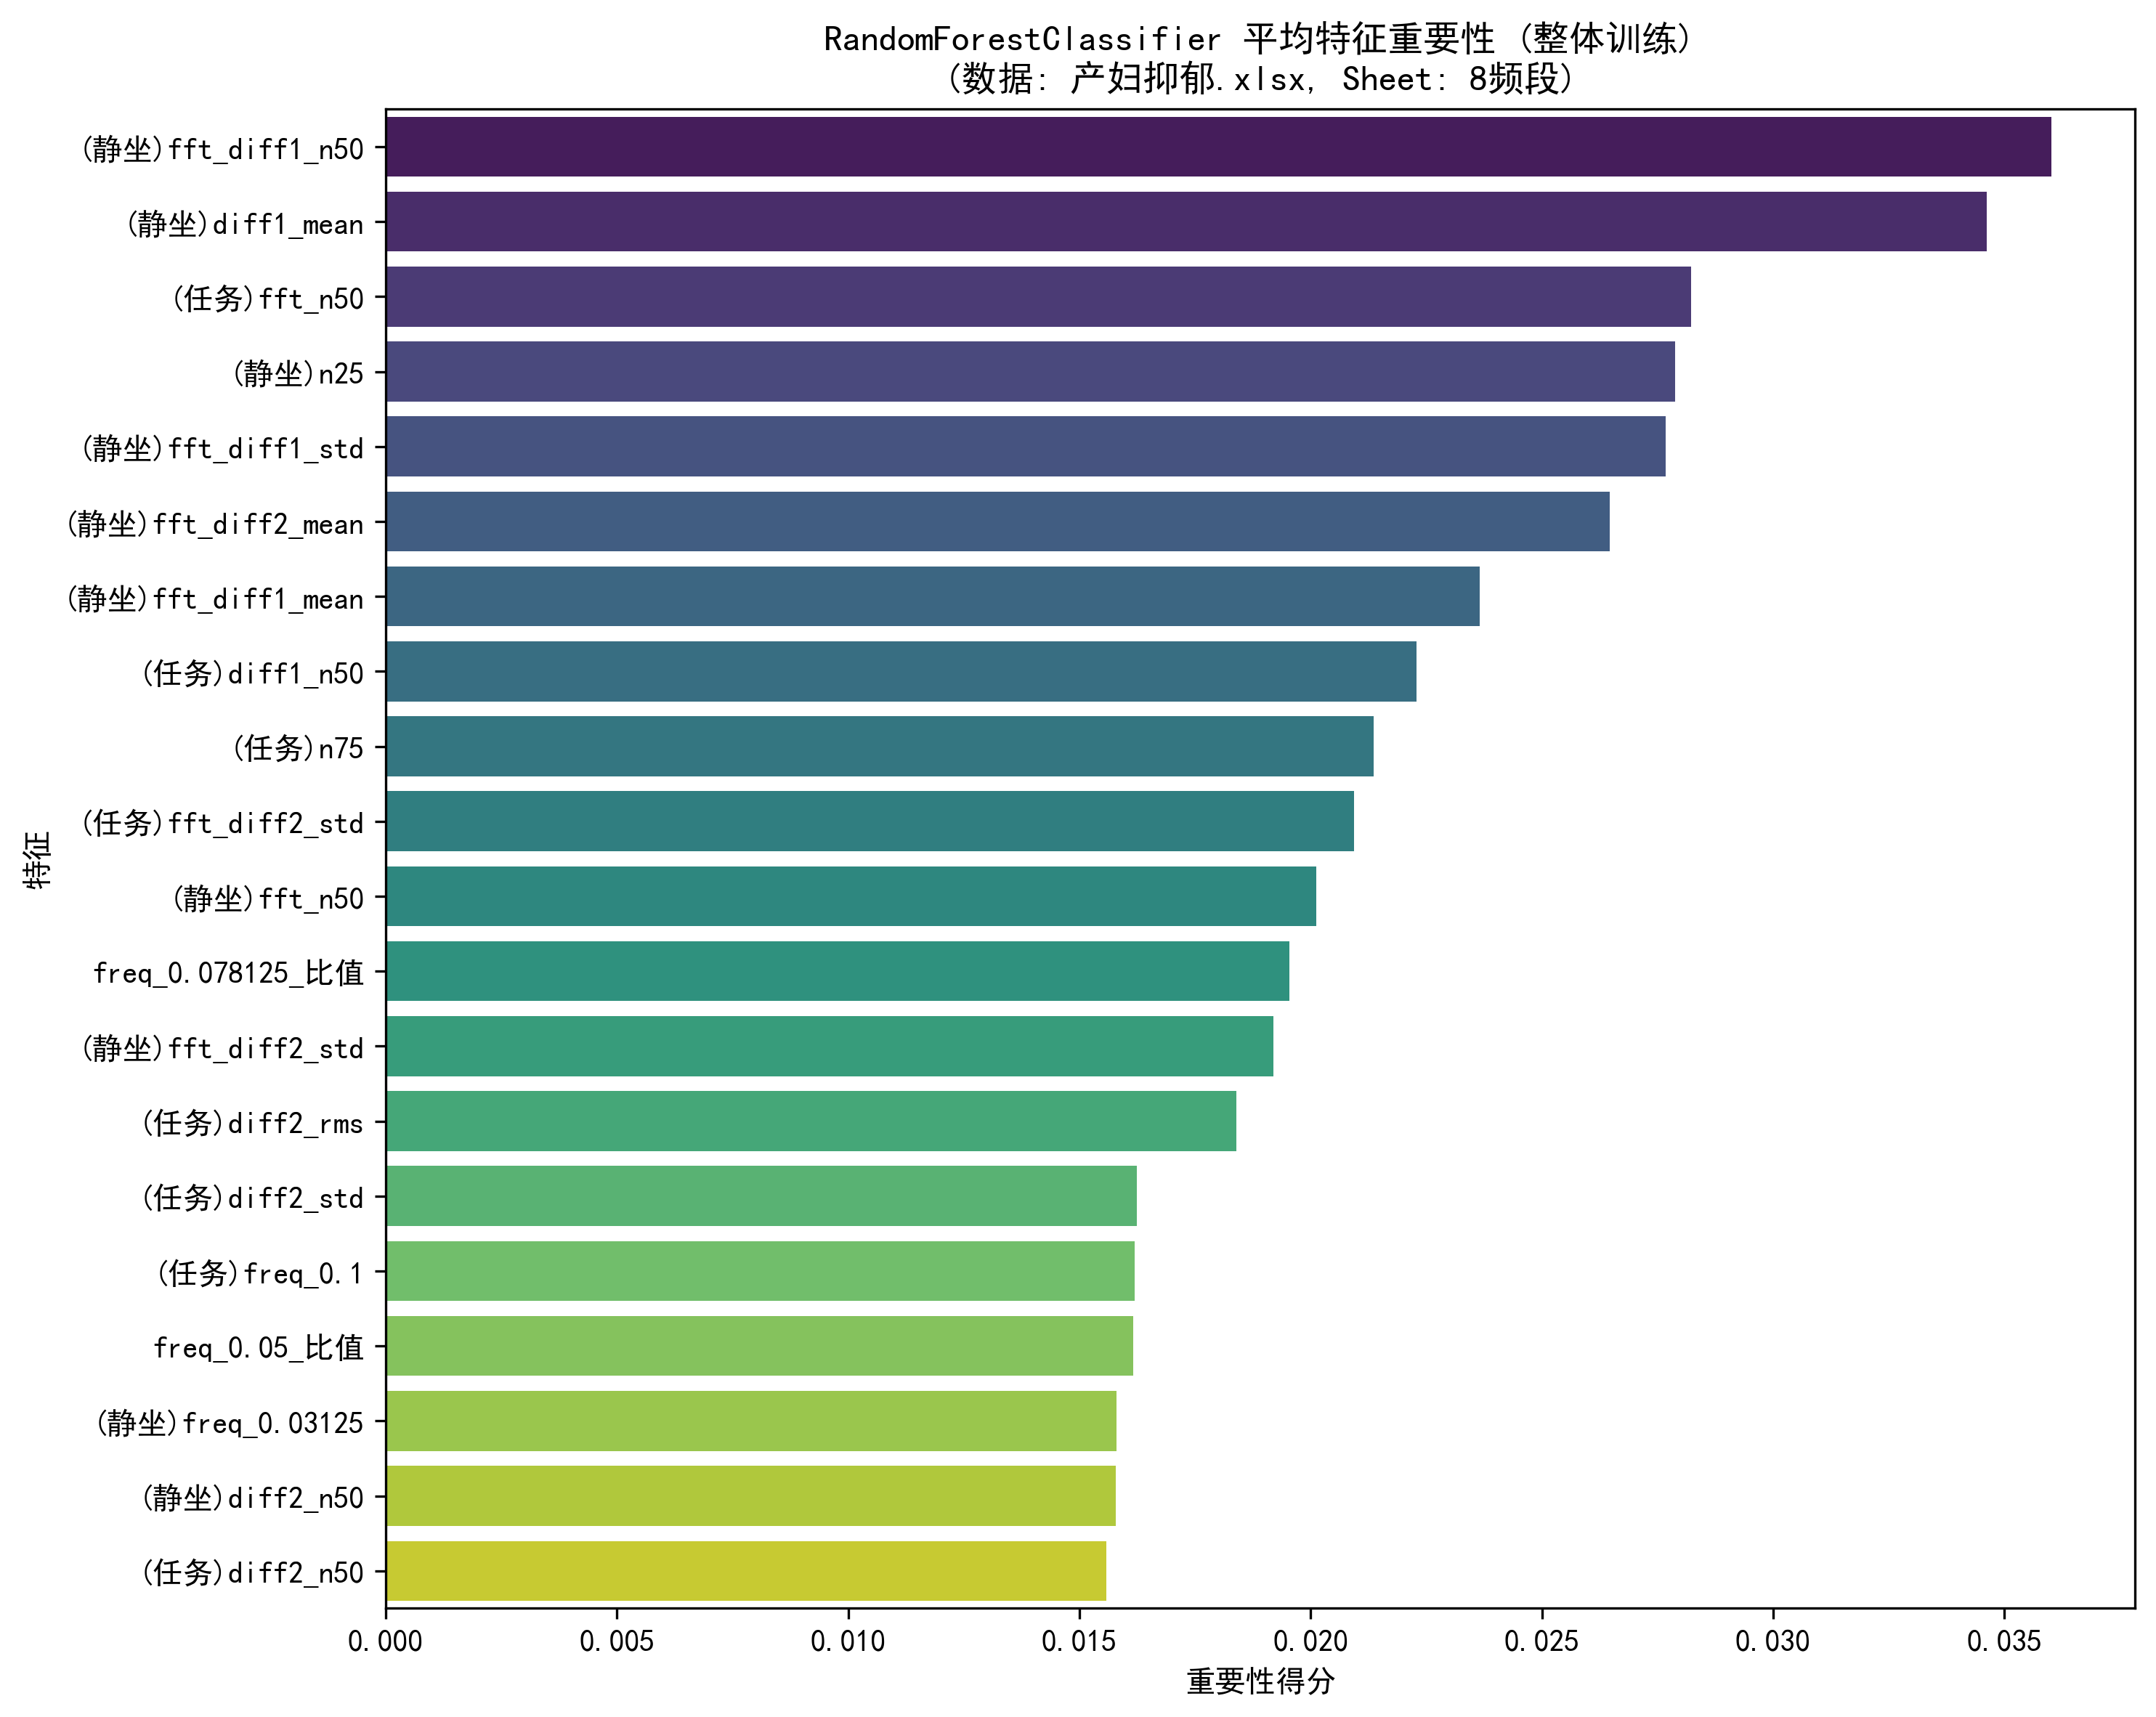 RandomForestClassifier 平均特征重要性 (整体训练)
(数据: 产妇抑郁.xlsx, Sheet: 8频段)
特征
(静坐)fft_diff1_n50
(静坐)diff1_mean
(任务)fft_n50
(静坐)n25
(静坐)fft_diff1_std
(静坐)fft_diff2_mean
(静坐)fft_diff1_mean
(任务)diff1_n50
(任务)n75
(任务)fft_diff2_std
(静坐)fft_n50
freq_0.078125_比值
(静坐)fft_diff2_std
(任务)diff2_rms
(任务)diff2_std
(任务)freq_0.1
freq_0.05_比值
(静坐)freq_0.03125
(静坐)diff2_n50
(任务)diff2_n50
0.000 0.005 0.010 0.015 0.020 0.025 0.030 0.035
重要性得分